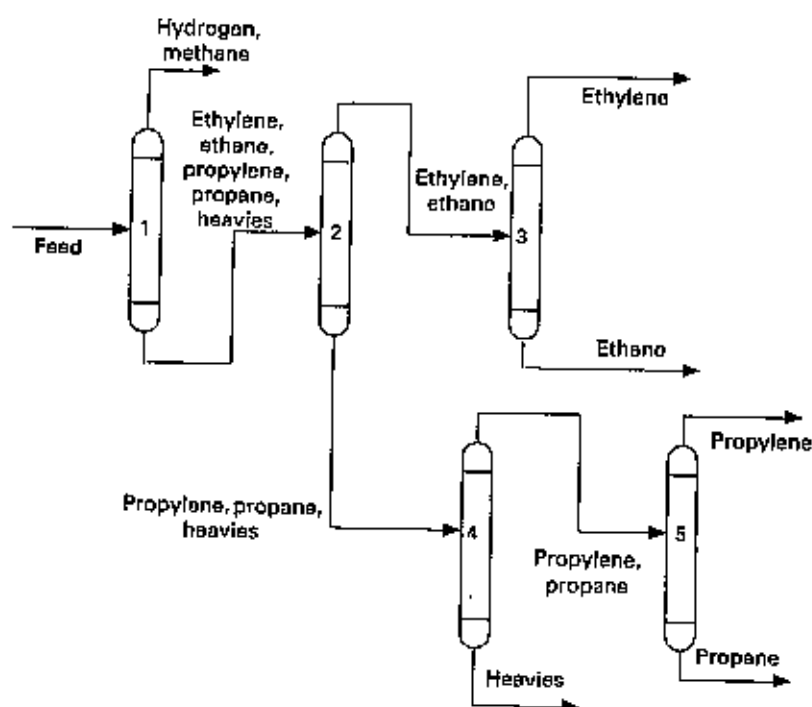 Hydrogen,
methane
Ethylene,
ethane,
propylene,
propane,
heavies
Ethylene
Ethylene,
ethane
1
2
3
Feed
Ethane
Propylene
Propylene, propane,
heavies
4
5
Propylene,
propane
Propane
Heavies